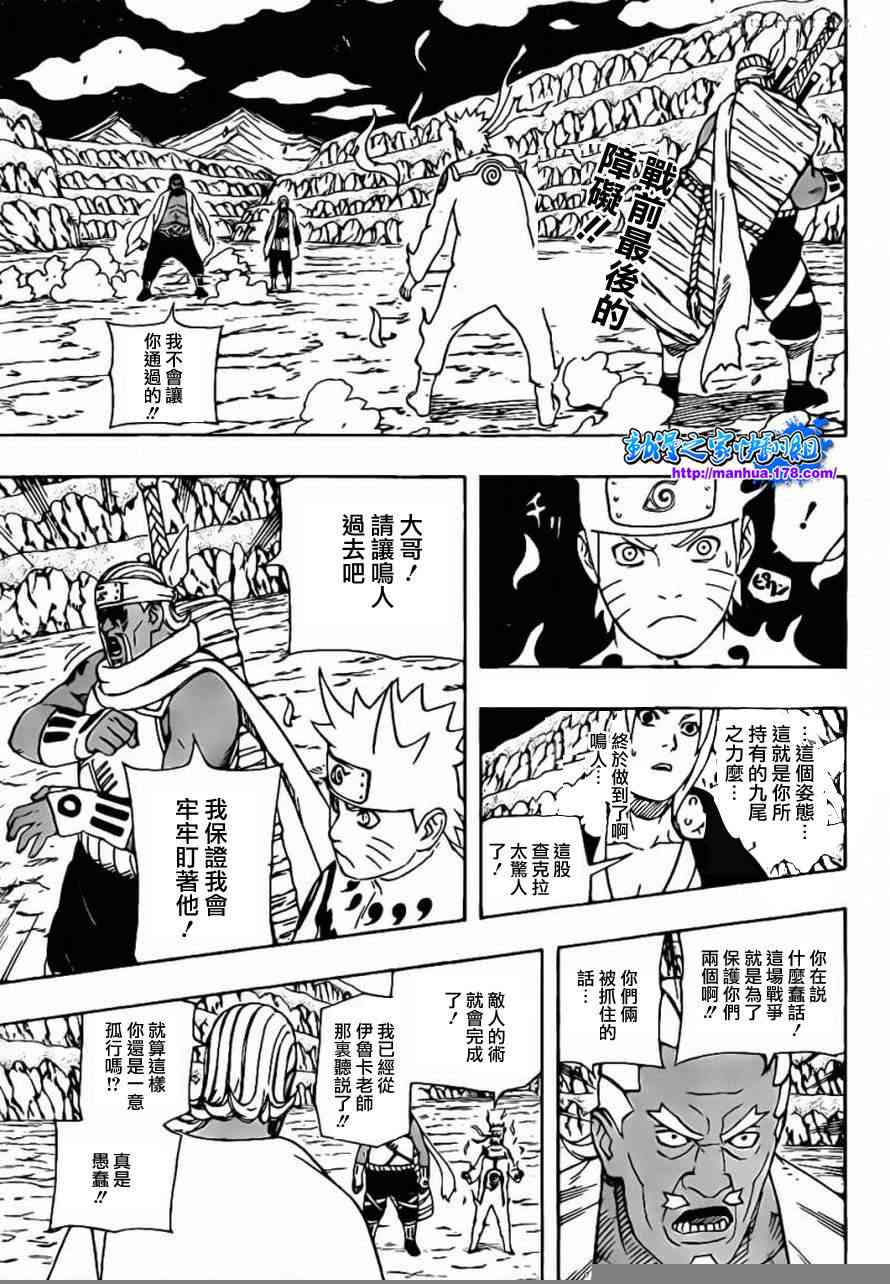 戰前最後的
障礙!!
我不會讓
你通過的!!
動漫之家
http://manhua.178.com/
!
ピクン
大哥!
請讓鳴人
過去吧
我保證我會
牢牢盯著他!
…這個姿態…
這就是你所
持有的九尾
之力麼…
終於做到了啊
鳴人…
這股
查克拉
太驚人
了!
你在說
什麼蠢話!
這場戰爭
就是為了
保護你們
兩個啊!!
你們倆
被抓住的
話…
敵人的術
就會完成
了!
我已經從
伊魯卡老師
那裏聽説了!!
就算這樣
你還是一意
孤行嗎!?
真是
愚蠢!